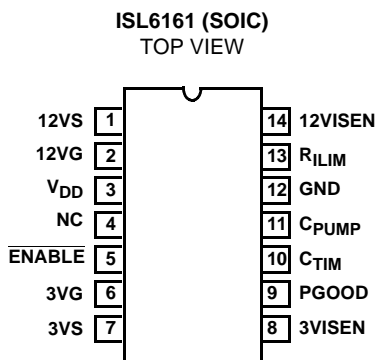 ISL6161 (SOIC)
TOP VIEW
12VS 1 14 12VISEN
12VG 2 13 RILIM
VDD 3 12 GND
NC 4 11 CPUMP
ENABLE 5 10 CTIM
3VG 6 9 PGOOD
3VS 7 8 3VISEN